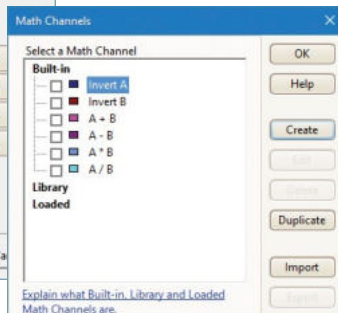 Math Channels
Select a Math Channel
Built-in
Invert A
Invert B
A + B
A - B
A * B
A / B
Library
Loaded
Explain what Built-in, Library and Loaded
Math Channels are.
OK
Help
Create
Edit
Delete
Duplicate
Import
Export